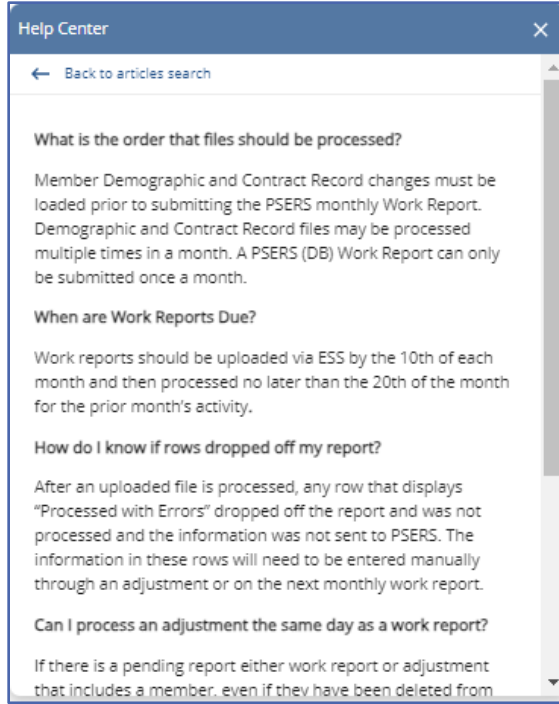 Help Center
Back to articles search
What is the order that files should be processed?
Member Demographic and Contract Record changes must be
loaded prior to submitting the PSERS monthly Work Report.
Demographic and Contract Record files may be processed
multiple times in a month. A PSERS (DB) Work Report can only
be submitted once a month.
When are Work Reports Due?
Work reports should be uploaded via ESS by the 10th of each
month and then processed no later than the 20th of the month
for the prior month's activity.
How do I know if rows dropped off my report?
After an uploaded file is processed, any row that displays
“Processed with Errors” dropped off the report and was not
processed and the information was not sent to PSERS. The
information in these rows will need to be entered manually
through an adjustment or on the next monthly work report.
Can I process an adjustment the same day as a work report?
If there is a pending report either work report or adjustment
that includes a member, even if they have been deleted from